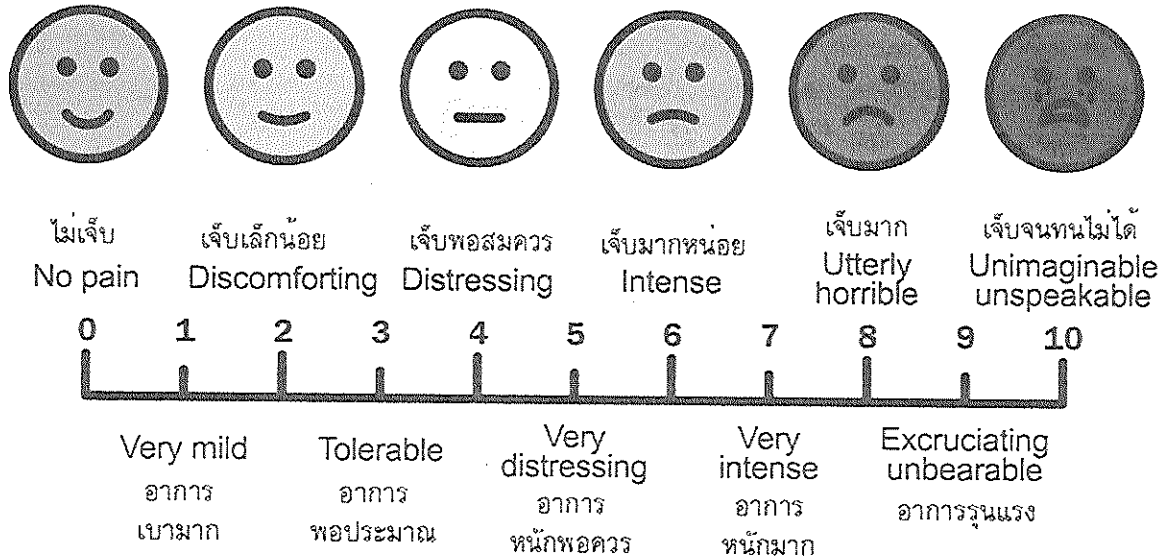 ไม่เจ็บ
No pain
เจ็บเล็กน้อย
Discomforting
เจ็บพอสมควร
Distressing
เจ็บมากหน่อย
Intense
เจ็บมาก
Utterly
horrible
เจ็บจนทนไม่ได้
Unimaginable
unspeakable
0 1 2 3 4 5 6 7 8 9 10
Very mild
อาการ
เบามาก
Tolerable
อาการ
พอประมาณ
Very
distressing
อาการ
หนักพอควร
Very
intense
อาการ
หนักมาก
Excruciating
unbearable
อาการรุนแรง